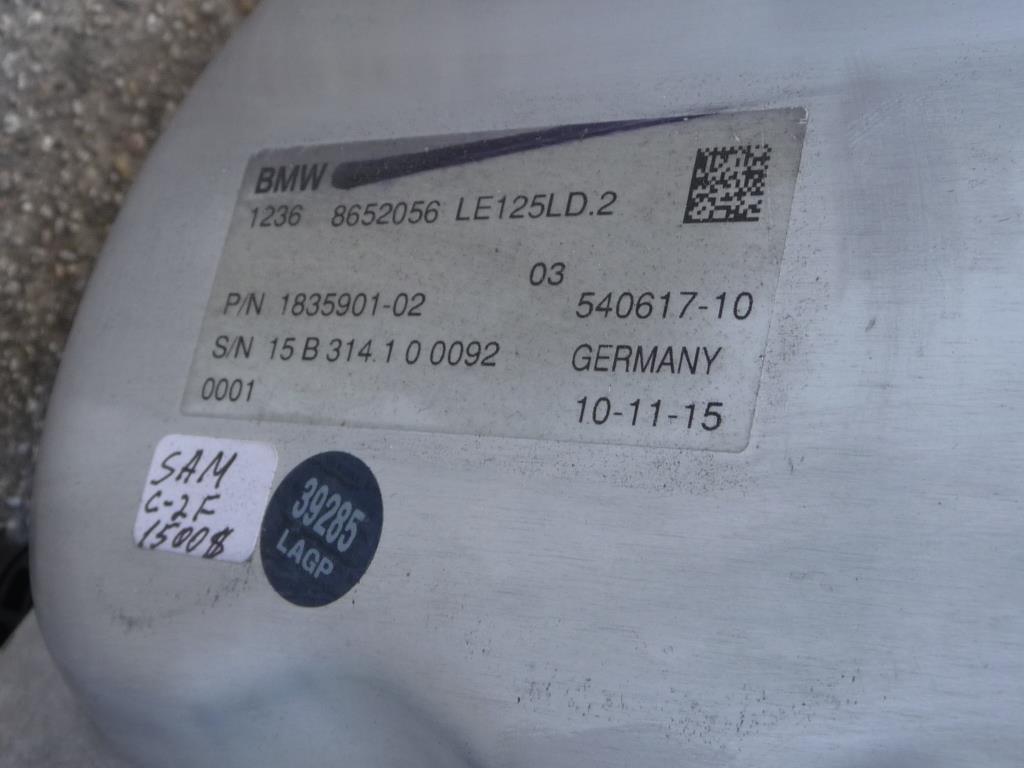 BMW
1236 8652056 LE125LD.2
03
P/N 1835901-02 540617-10
S/N 15 B 314.1 0 0092 GERMANY
0001 10-11-15
SAM
C-2F
1500$
39285
LAGP